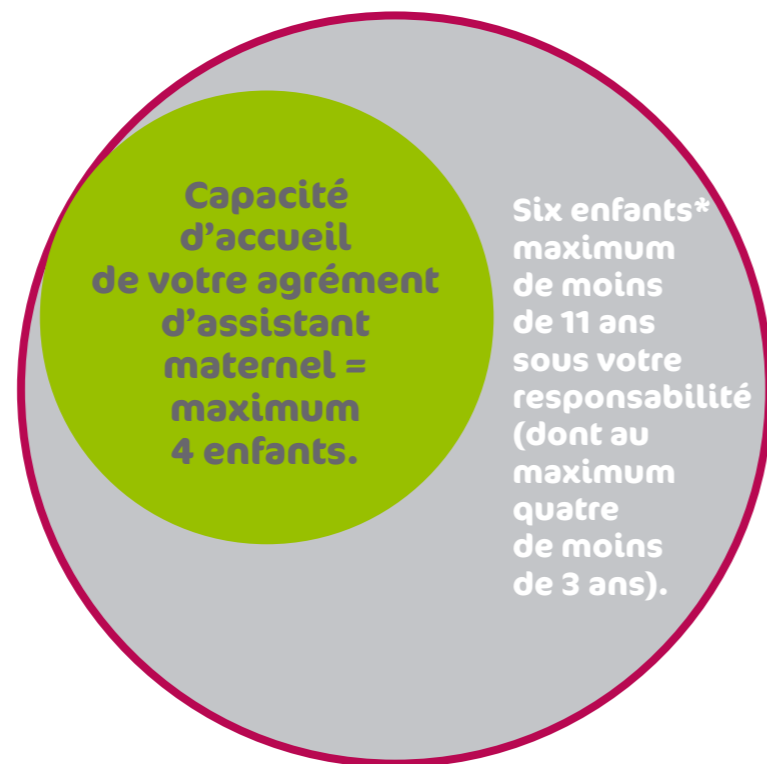 Capacité
d’accueil
de votre agrément
d’assistant
maternel =
maximum
4 enfants.
Six enfants*
maximum
de moins
de 11 ans
sous votre
responsabilité
(dont au
maximum
quatre
de moins
de 3 ans).